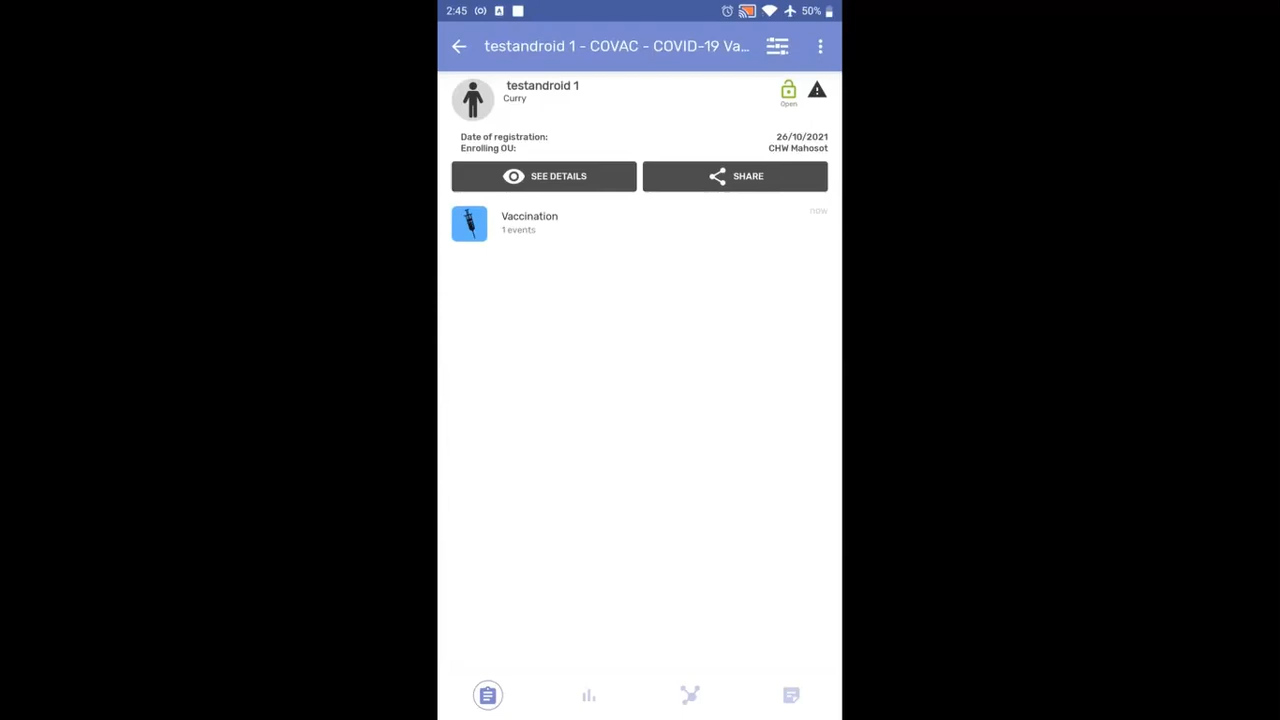 2:45
50%
testandroid 1 - COVAC - COVID-19 Va...
testandroid 1
Curry
Open
Date of registration: 26/10/2021
Enrolling OU: CHW Mahosot
SEE DETAILS
SHARE
Vaccination
now
1 events